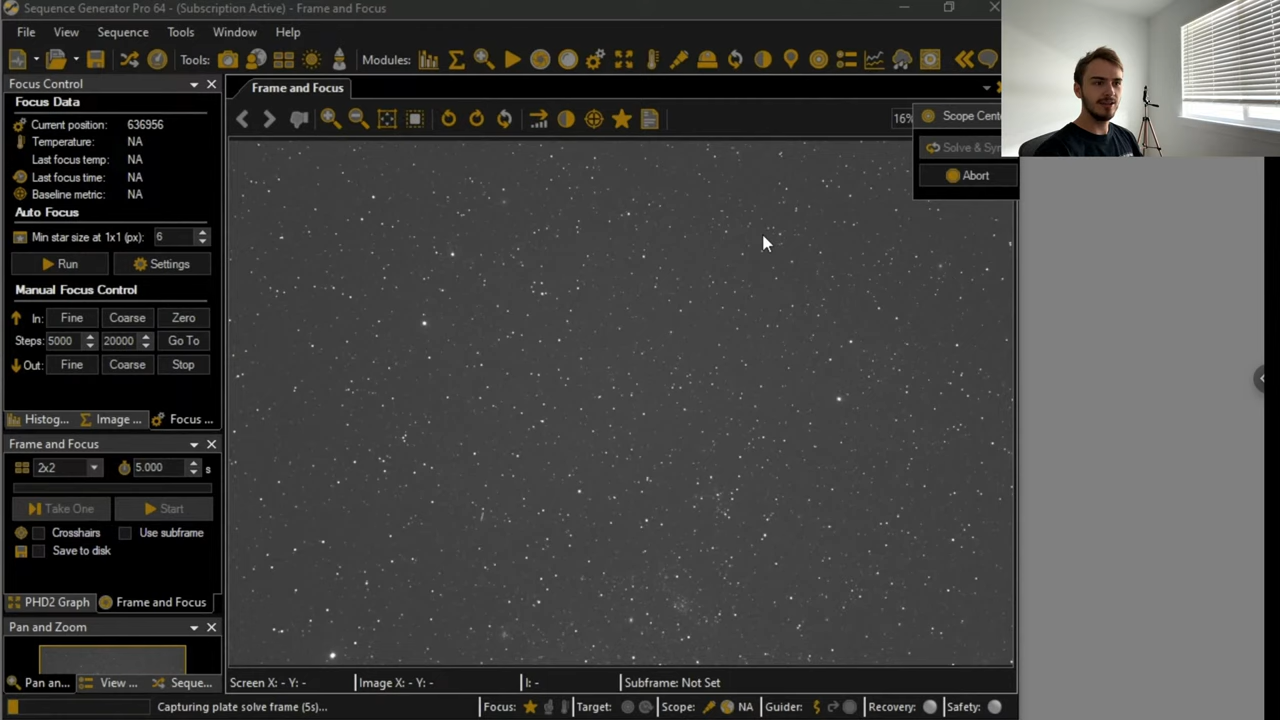 Sequence Generator Pro 64 - (Subscription Active) - Frame and Focus
File View Sequence Tools Window Help
Tools: Modules:
Focus Control
Frame and Focus
Focus Data
Current position: 636956
Temperature: NA
Last focus temp: NA
Last focus time: NA
Baseline metric: NA
Auto Focus
Min star size at 1x1 (px): 6
Run Settings
Manual Focus Control
In: Fine Coarse Zero
Steps: 5000 20000 Go To
Out: Fine Coarse Stop
Histog... Image ... Focus ...
Frame and Focus
2x2 5.000 s
Take One Start
Crosshairs Use subframe
Save to disk
PHD2 Graph Frame and Focus
Pan and Zoom
Pan an... View ... Seque...
16%
Scope Cente
Solve & Syn
Abort
Screen X: - Y: - Image X: - Y: - I: - Subframe: Not Set
Capturing plate solve frame (5s)... Focus: Target: Scope: NA Guider: Recovery: Safety: